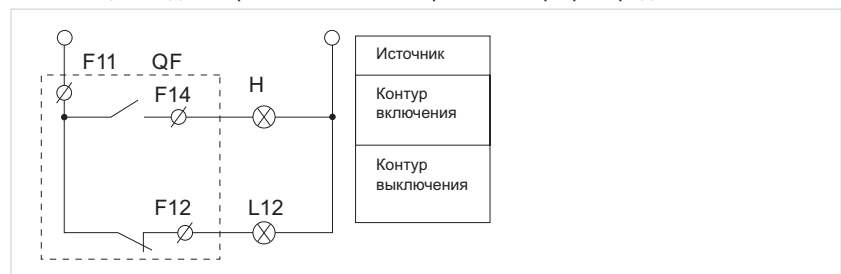 F11 QF
F14
H
F12
L12
Источник
Контур
включения
Контур
выключения